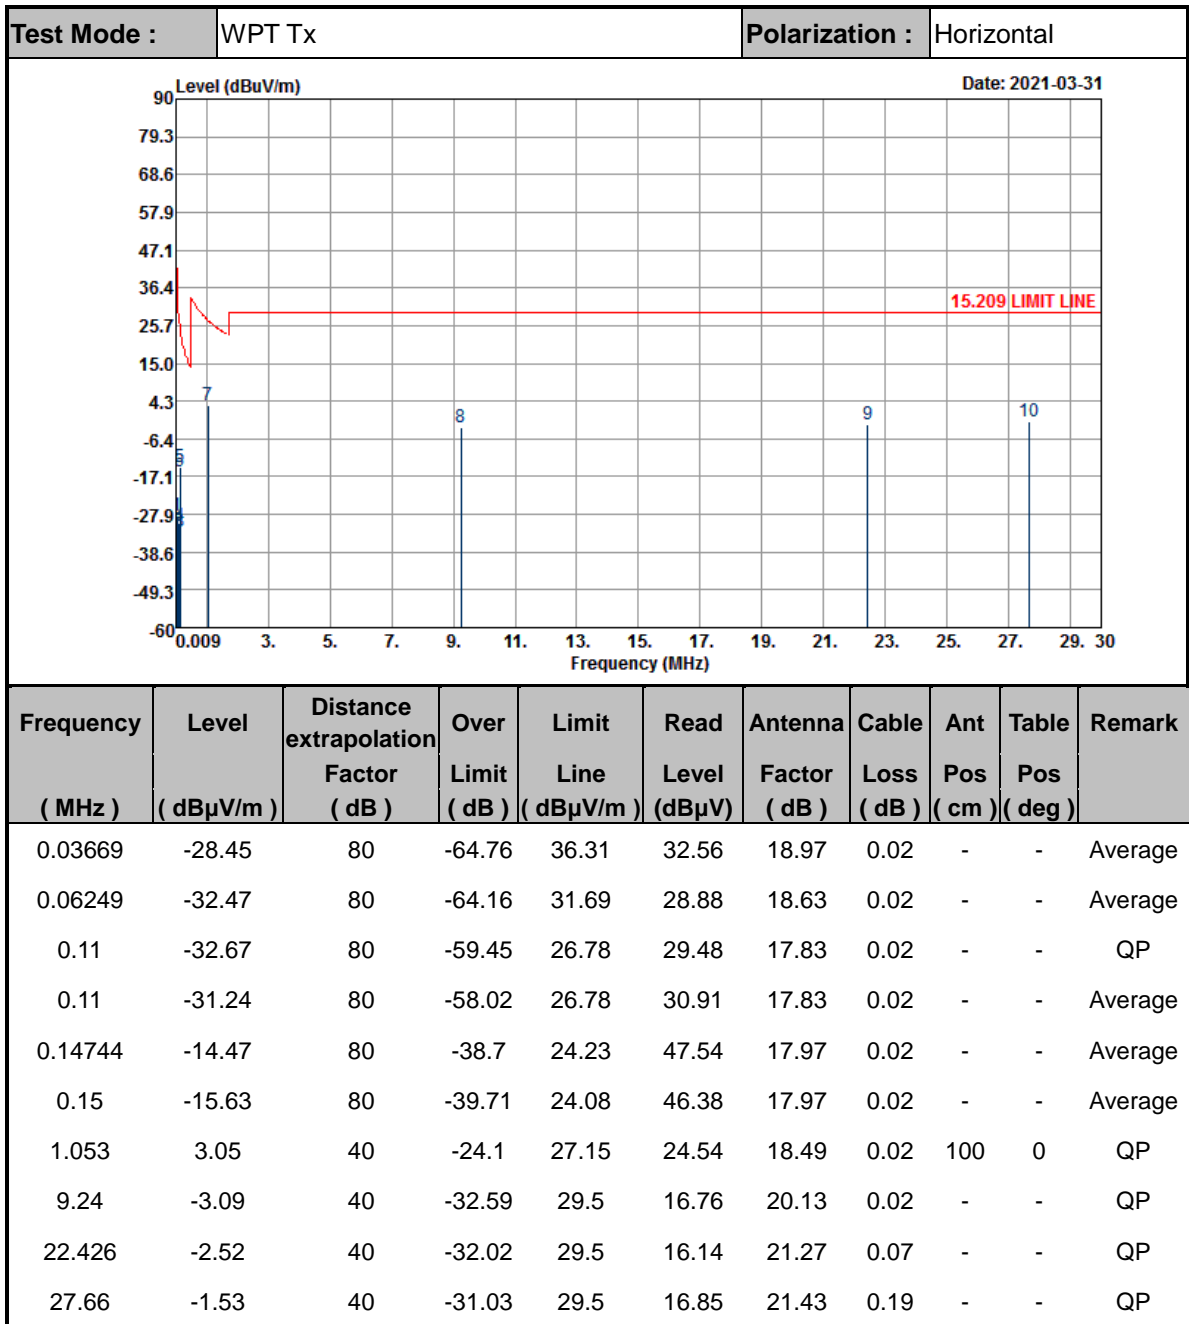 Test Mode : WPT Tx Polarization : Horizontal
Level (dBuV/m) Date: 2021-03-31
90
79.3
68.6
57.9
47.1
36.4
15.209 LIMIT LINE
25.7
15.0
7
4.3
8 9 10
-6.4
5
-17.1
-27.9
-38.6
-49.3
-60
0.009 3. 5. 7. 9. 11. 13. 15. 17. 19. 21. 23. 25. 27. 29. 30
Frequency (MHz)
Frequency Level Distance extrapolation Over Limit Read Antenna Cable Ant Table Remark
Factor Limit Line Level Factor Loss Pos Pos
( MHz ) ( dBµV/m ) ( dB ) ( dB ) ( dBµV/m ) (dBµV) ( dB ) ( dB ) ( cm ) ( deg )
0.03669 -28.45 80 -64.76 36.31 32.56 18.97 0.02 - - Average
0.06249 -32.47 80 -64.16 31.69 28.88 18.63 0.02 - - Average
0.11 -32.67 80 -59.45 26.78 29.48 17.83 0.02 - - QP
0.11 -31.24 80 -58.02 26.78 30.91 17.83 0.02 - - Average
0.14744 -14.47 80 -38.7 24.23 47.54 17.97 0.02 - - Average
0.15 -15.63 80 -39.71 24.08 46.38 17.97 0.02 - - Average
1.053 3.05 40 -24.1 27.15 24.54 18.49 0.02 100 0 QP
9.24 -3.09 40 -32.59 29.5 16.76 20.13 0.02 - - QP
22.426 -2.52 40 -32.02 29.5 16.14 21.27 0.07 - - QP
27.66 -1.53 40 -31.03 29.5 16.85 21.43 0.19 - - QP